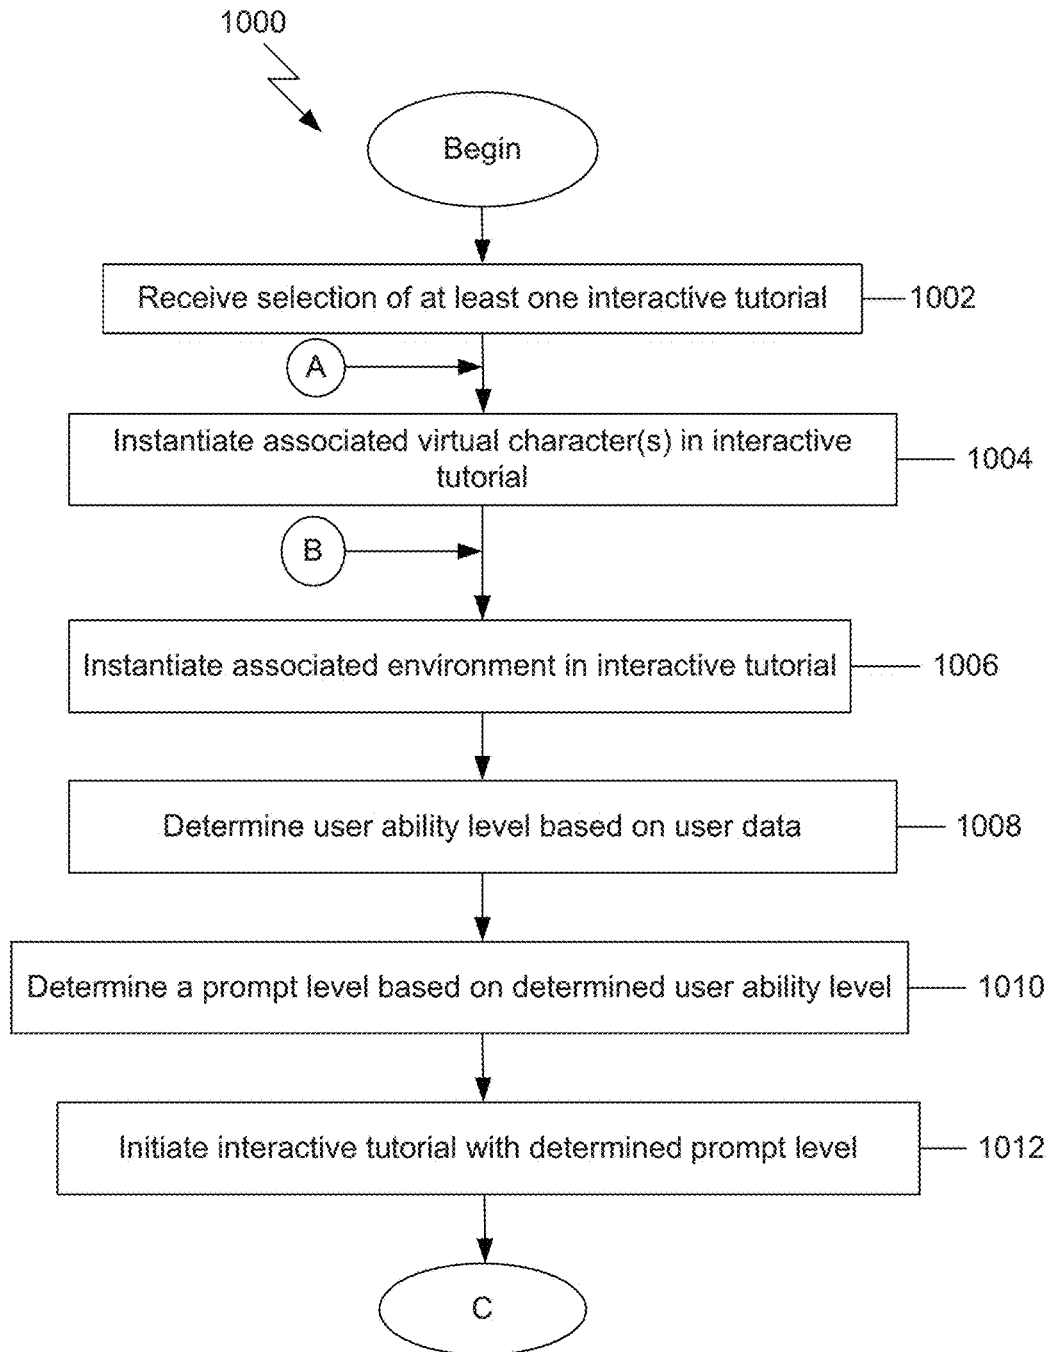 1000
Begin
Receive selection of at least one interactive tutorial
1002
A
Instantiate associated virtual character(s) in interactive
tutorial
1004
B
Instantiate associated environment in interactive tutorial
1006
Determine user ability level based on user data
1008
Determine a prompt level based on determined user ability level
1010
Initiate interactive tutorial with determined prompt level
1012
C